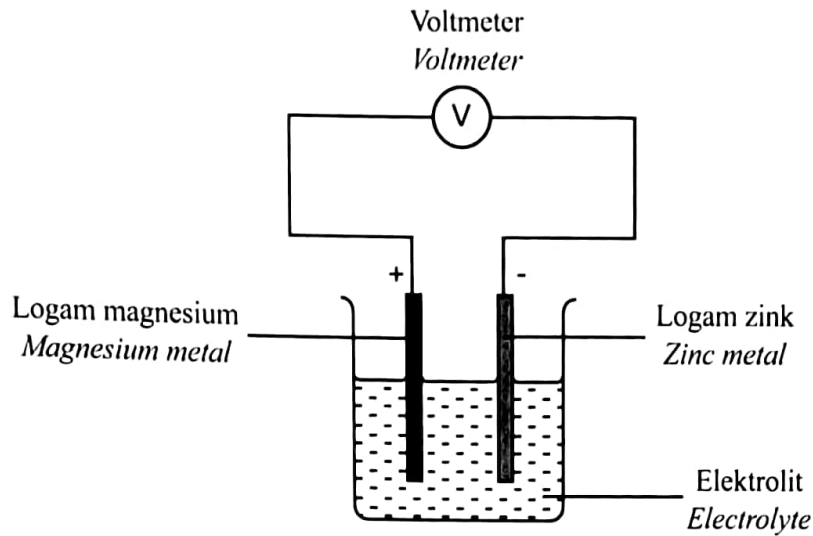 Voltmeter
Voltmeter
V
+ -
Logam magnesium
Magnesium metal
Logam zink
Zinc metal
Elektrolit
Electrolyte